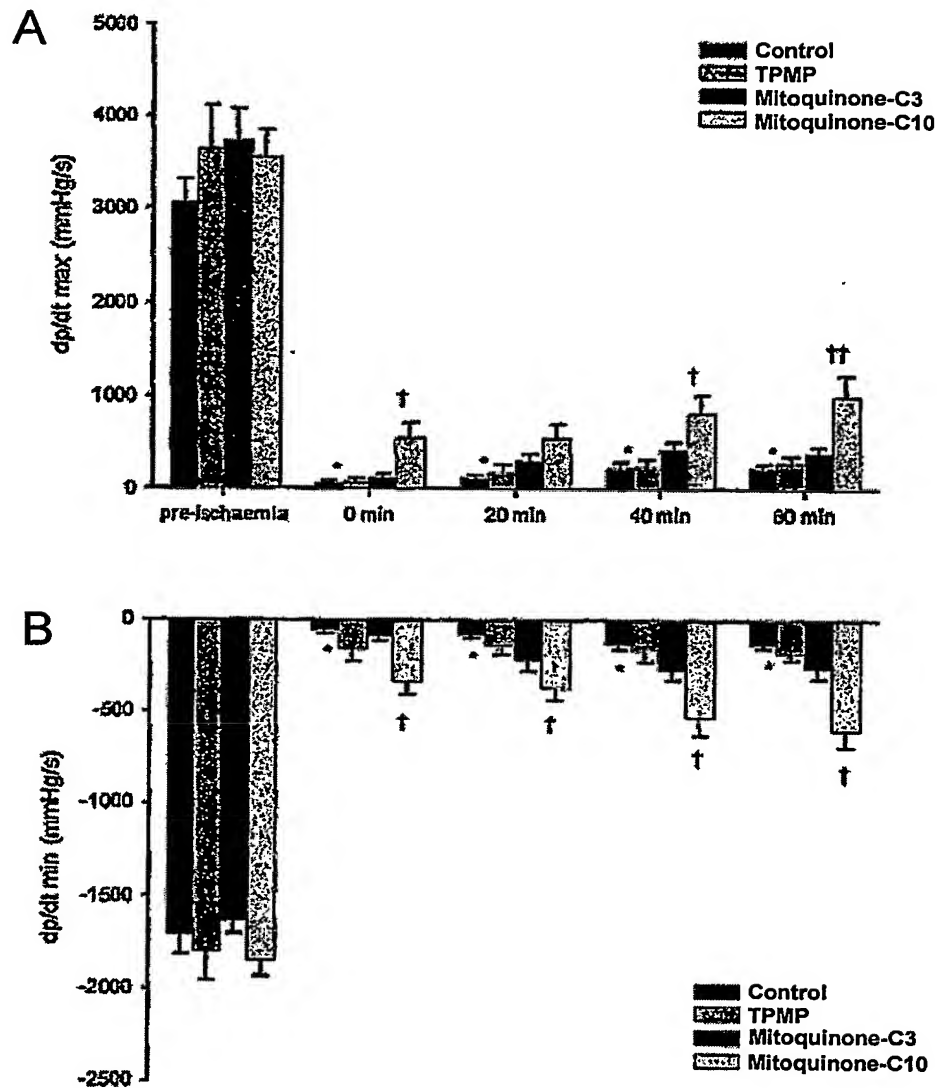 A
5000
4000
3000
2000
1000
0
dp/dt max (mmHg/s)
Control
TPMP
Mitoquinone-C3
Mitoquinone-C10
†
†
††
*
*
*
*
pre-ischaemia
0 min
20 min
40 min
60 min
B
0
-500
-1000
-1500
-2000
-2500
dp/dt min (mmHg/s)
*
*
*
*
†
†
†
†
Control
TPMP
Mitoquinone-C3
Mitoquinone-C10